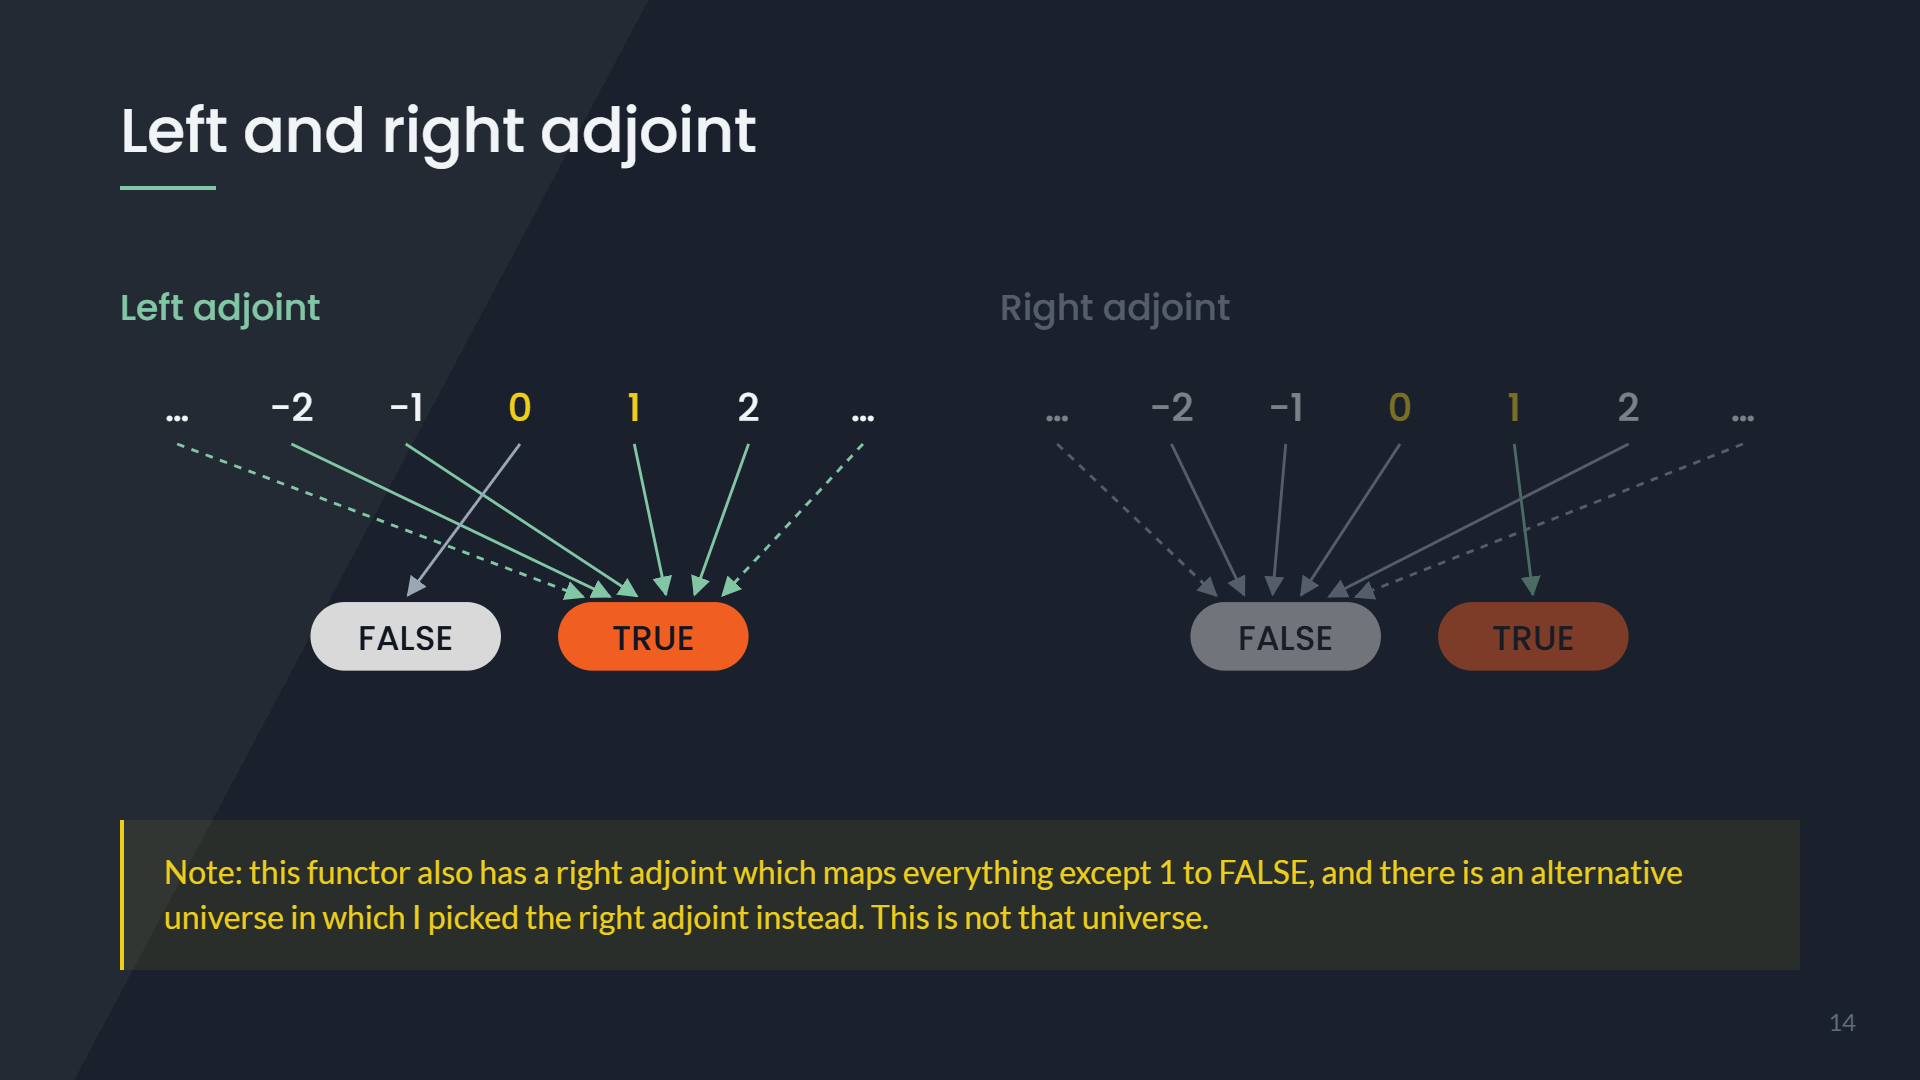 Left and right adjoint
Left adjoint
... −2 −1 0 1 2 ...
FALSE TRUE
Right adjoint
... −2 −1 0 1 2 ...
FALSE TRUE
Note: this functor also has a right adjoint which maps everything except 1 to FALSE, and there is an alternative
universe in which I picked the right adjoint instead. This is not that universe.
14